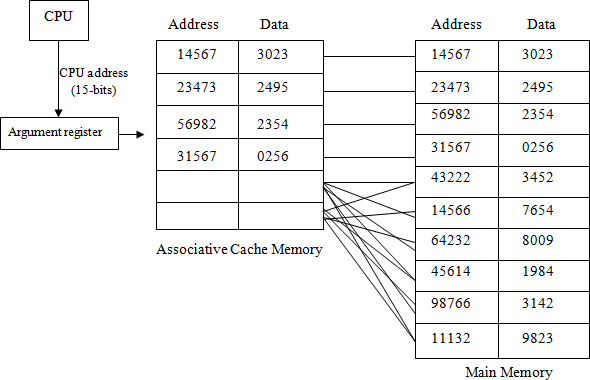 CPU
CPU address
(15-bits)
Argument register
Address Data
14567 3023
23473 2495
56982 2354
31567 0256
Associative Cache Memory
Address Data
14567 3023
23473 2495
56982 2354
31567 0256
43222 3452
14566 7654
64232 8009
45614 1984
98766 3142
11132 9823
Main Memory